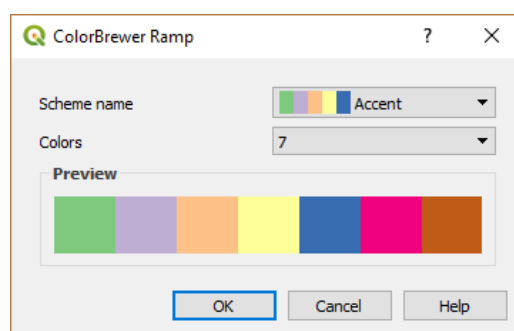 ColorBrewer Ramp
?
Scheme name
Accent
Colors
7
Preview
OK
Cancel
Help